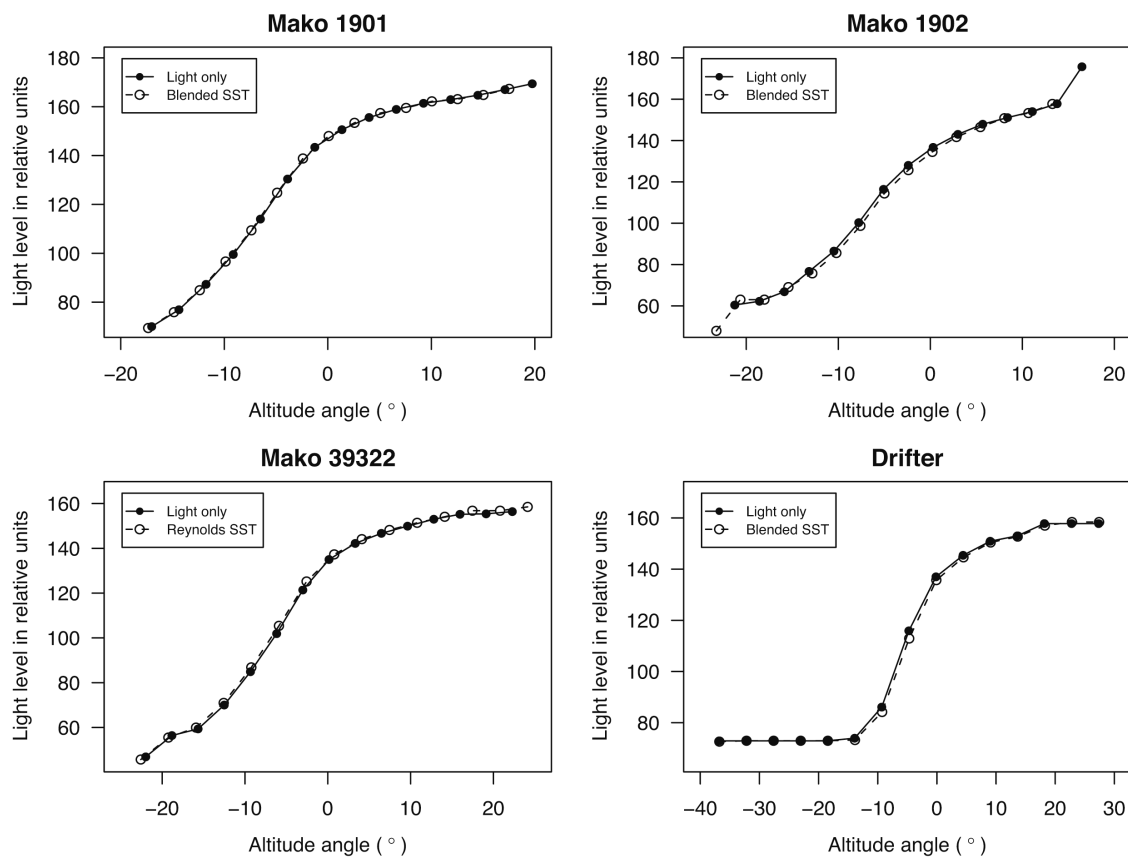 Mako 1901
Light level in relative units
180
160
140
120
100
80
Light only
Blended SST
−20 −10 0 10 20
Altitude angle ( ° )
Mako 1902
Light level in relative units
180
160
140
120
100
80
60
Light only
Blended SST
−20 −10 0 10 20
Altitude angle ( ° )
Mako 39322
Light level in relative units
160
140
120
100
80
60
Light only
Reynolds SST
−20 −10 0 10 20
Altitude angle ( ° )
Drifter
Light level in relative units
160
140
120
100
80
Light only
Blended SST
−40 −30 −20 −10 0 10 20 30
Altitude angle ( ° )